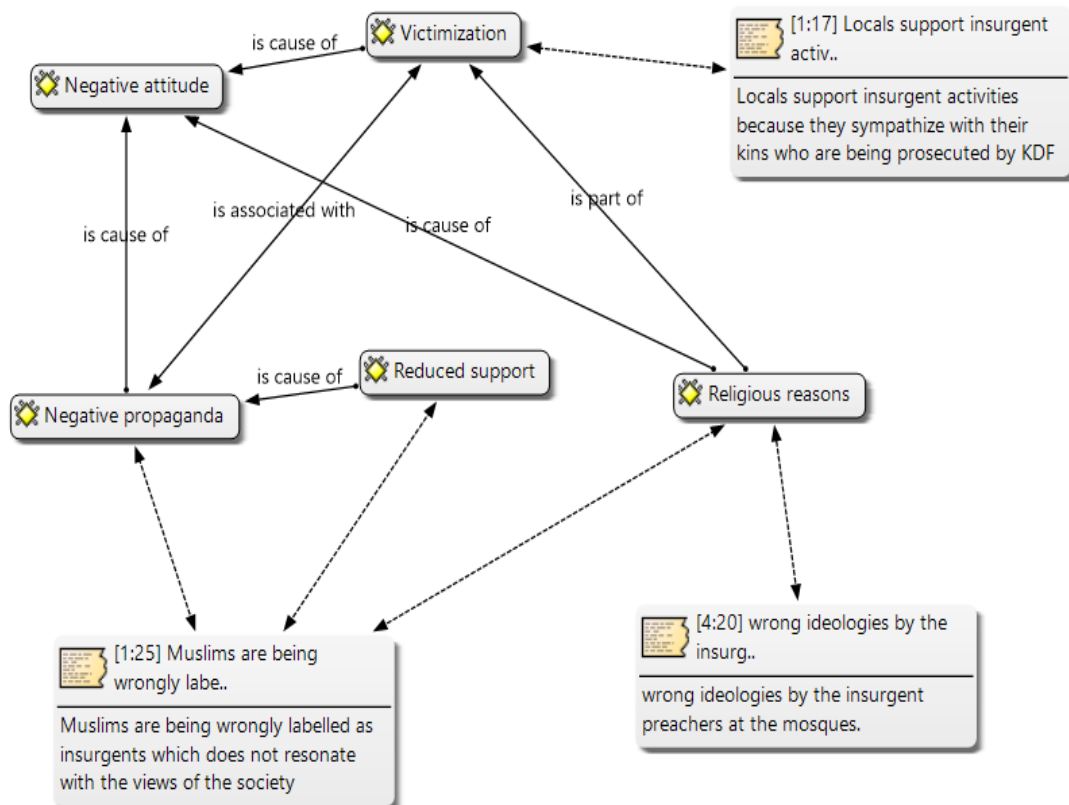 Victimization
is cause of
Negative attitude
[1:17] Locals support insurgent
activ..
Locals support insurgent activities
because they sympathize with their
kins who are being prosecuted by KDF
is associated with
is part of
is cause of
is cause of
Reduced support
is cause of
Negative propaganda
Religious reasons
[1:25] Muslims are being
wrongly labe..
Muslims are being wrongly labelled as
insurgents which does not resonate
with the views of the society
[4:20] wrong ideologies by the
insurg..
wrong ideologies by the insurgent
preachers at the mosques.